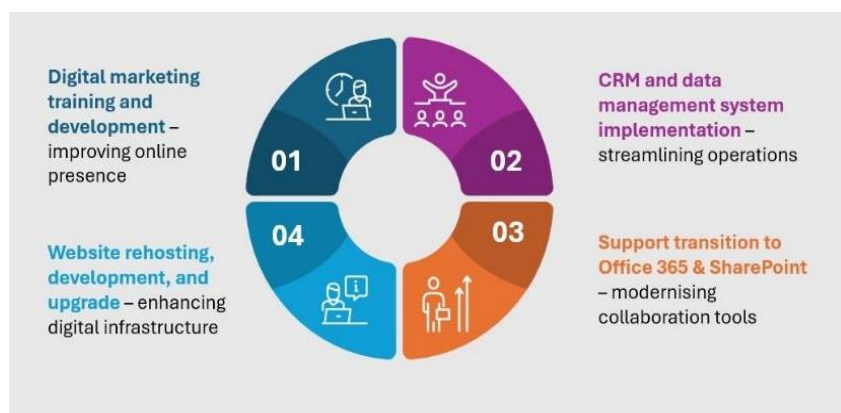 Digital marketing
training and
development –
improving online
presence
01
CRM and data
management system
implementation –
streamlining operations
02
Support transition to
Office 365 & SharePoint
– modernising
collaboration tools
03
Website rehosting,
development, and
upgrade – enhancing
digital infrastructure
04